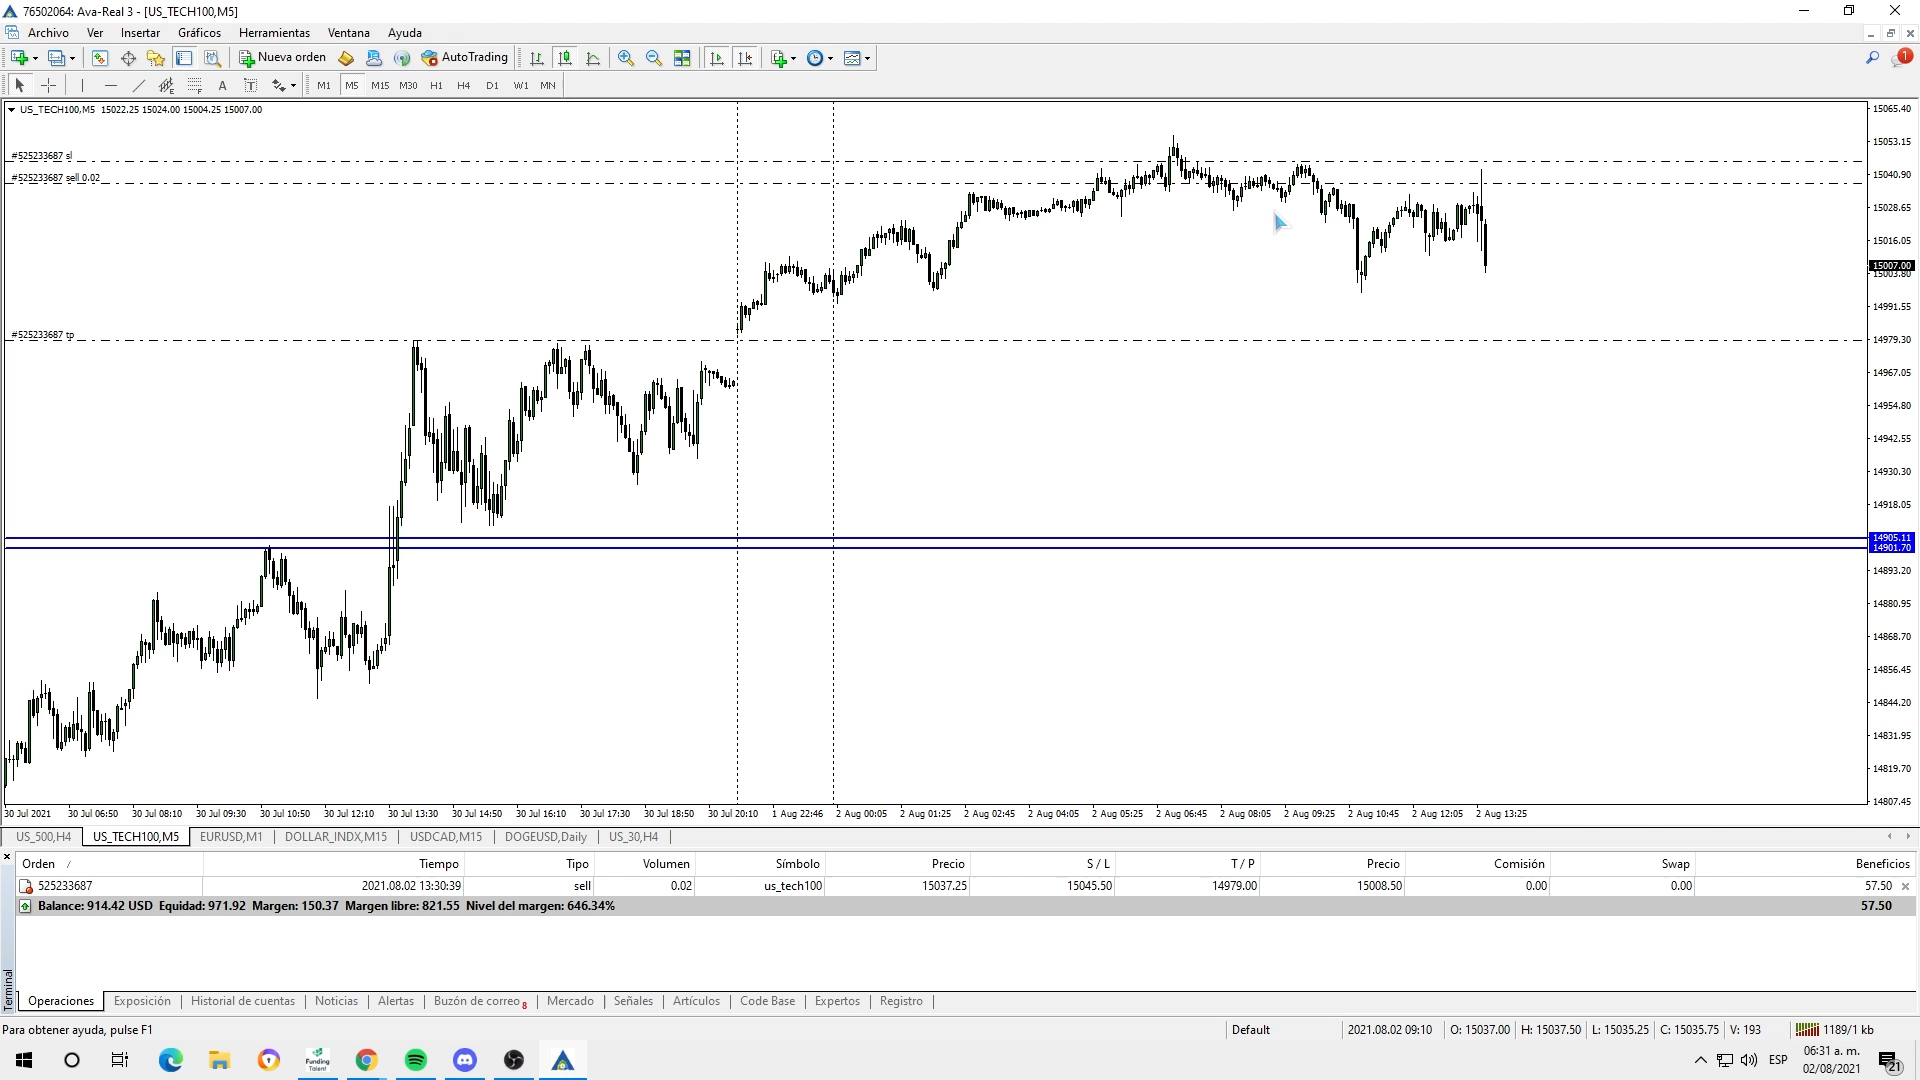 76502064: Ava-Real 3 - [US_TECH100,M5]
Archivo Ver Insertar Gráficos Herramientas Ventana Ayuda
Nueva orden AutoTrading 1
A T M1 M5 M15 M30 H1 H4 D1 W1 MN
US_TECH100,M5 15022.25 15024.00 15004.25 15007.00
#525233687 sl
#525233687 sell 0.02
#525233687 tp
15065.40
15053.15
15040.90
15028.65
15016.05
15007.00
15003.80
14991.55
14979.30
14967.05
14954.80
14942.55
14930.30
14918.05
14905.11
14901.70
14893.20
14880.95
14868.70
14856.45
14844.20
14831.95
14819.70
14807.45
30 Jul 2021 30 Jul 06:50 30 Jul 08:10 30 Jul 09:30 30 Jul 10:50 30 Jul 12:10 30 Jul 13:30 30 Jul 14:50 30 Jul 16:10 30 Jul 17:30 30 Jul 18:50 30 Jul 20:10 1 Aug 22:46 2 Aug 00:05 2 Aug 01:25 2 Aug 02:45 2 Aug 04:05 2 Aug 05:25 2 Aug 06:45 2 Aug 08:05 2 Aug 09:25 2 Aug 10:45 2 Aug 12:05 2 Aug 13:25
US_500,H4 US_TECH100,M5 EURUSD,M1 DOLLAR_INDX,M15 USDCAD,M15 DOGEUSD,Daily US_30,H4
Orden / Tiempo Tipo Volumen Símbolo Precio S / L T / P Precio Comisión Swap Beneficios
525233687 2021.08.02 13:30:39 sell 0.02 us_tech100 15037.25 15045.50 14979.00 15008.50 0.00 0.00 57.50
Balance: 914.42 USD Equidad: 971.92 Margen: 150.37 Margen libre: 821.55 Nivel del margen: 646.34% 57.50
Terminal
Operaciones Exposición Historial de cuentas Noticias Alertas Buzón de correo 8 Mercado Señales Artículos Code Base Expertos Registro
Para obtener ayuda, pulse F1 Default 2021.08.02 09:10 O: 15037.00 H: 15037.50 L: 15035.25 C: 15035.75 V: 193 1189/1 kb
Funding Talent
ESP
06:31 a. m.
02/08/2021
21